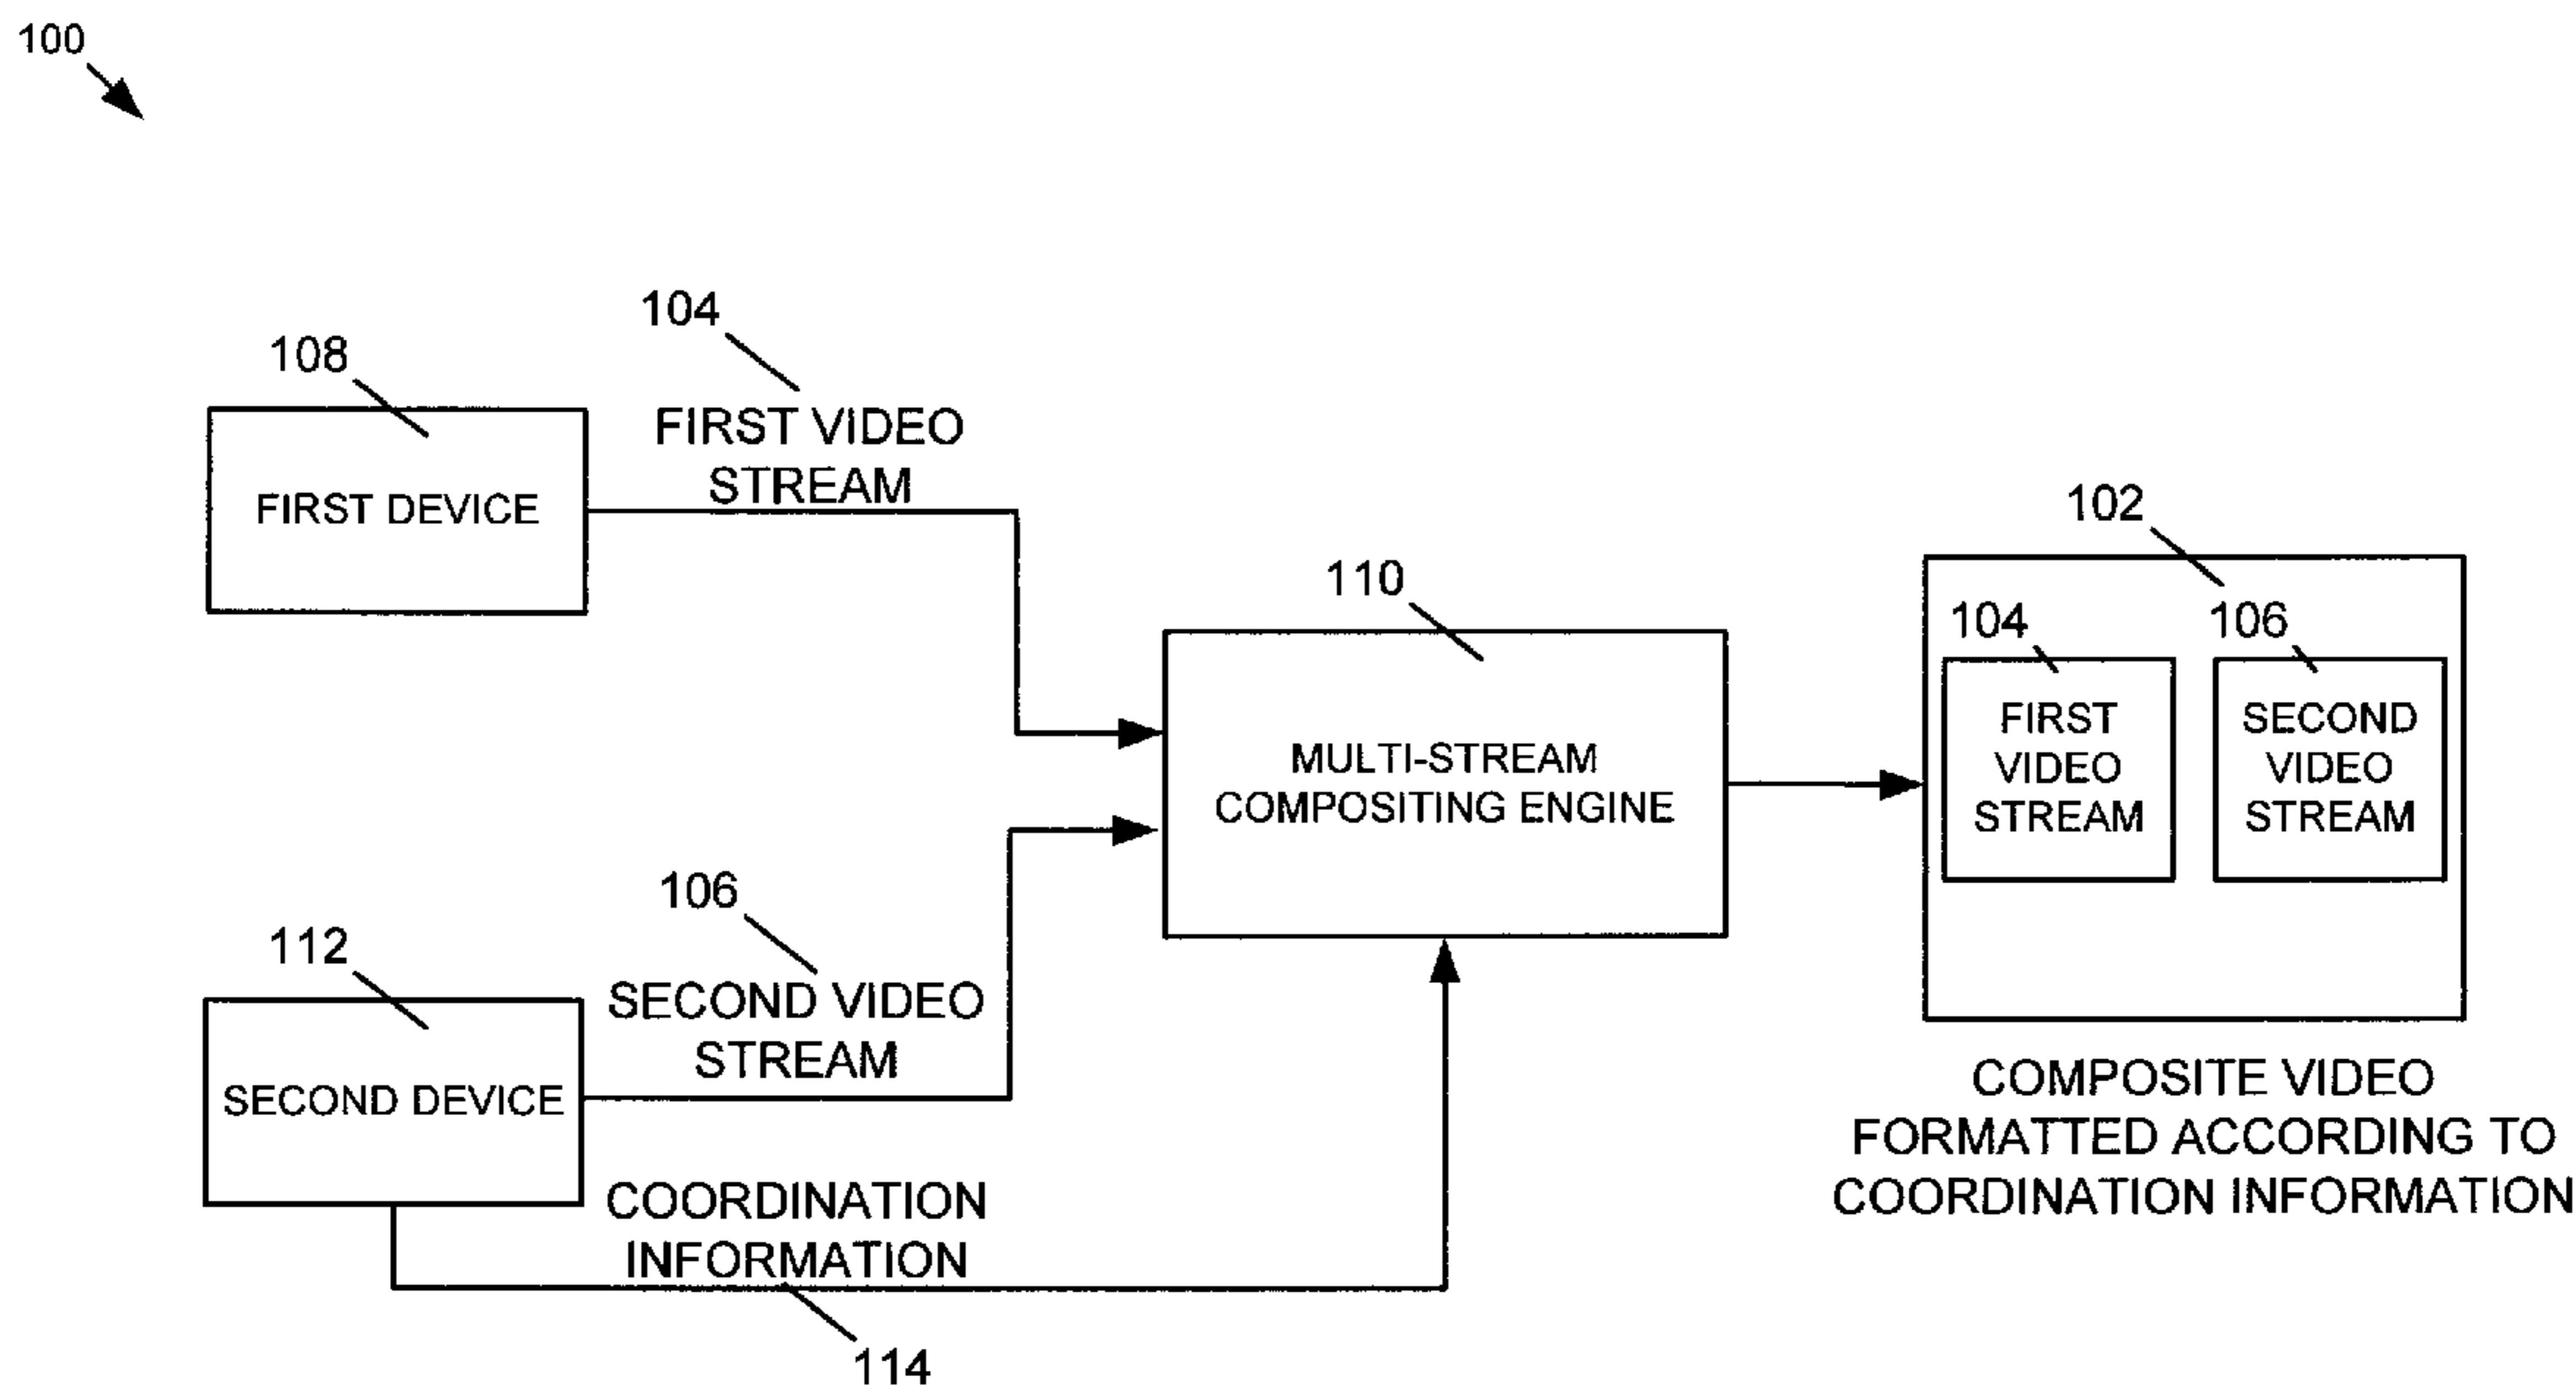 100
104
108
FIRST VIDEO
STREAM
FIRST DEVICE
102
110
104
106
MULTI-STREAM
COMPOSITING ENGINE
FIRST
VIDEO
STREAM
SECOND
VIDEO
STREAM
106
112
SECOND VIDEO
STREAM
SECOND DEVICE
COMPOSITE VIDEO
FORMATTED ACCORDING TO
COORDINATION INFORMATION
COORDINATION
INFORMATION
114